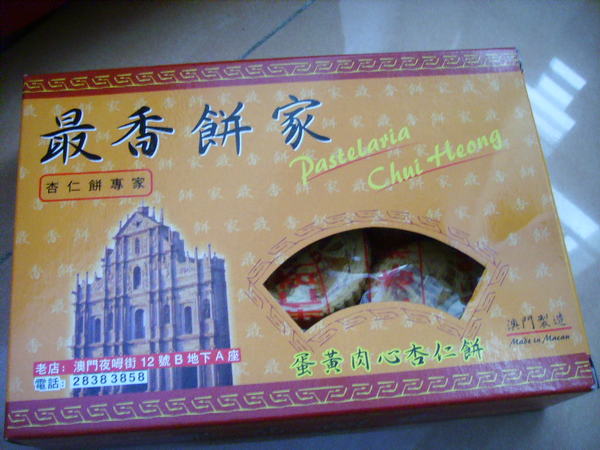 最香餅家
Pastelaria
Chui Heong
杏仁餅專家
老店：澳門夜呣街12號B地下A座
電話：28383858
蛋黃肉心杏仁餅
澳門製造
Made in Macau